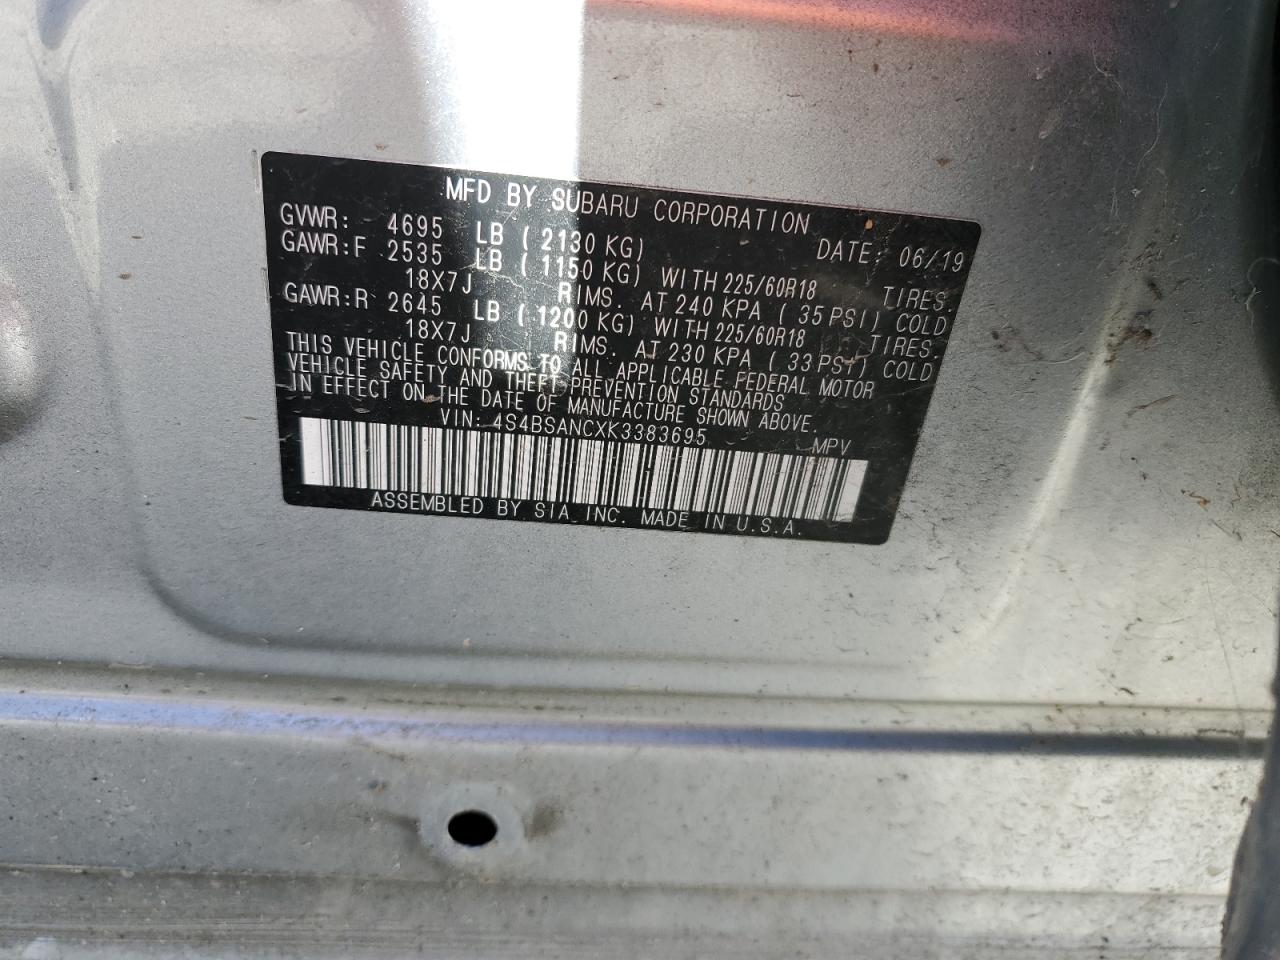 MFD BY SUBARU CORPORATION
DATE: 06/19
GVWR: 4695 LB ( 2130 KG)
GAWR:F 2535 LB ( 1150 KG) WITH 225/60R18 TIRES.
18X7J RIMS. AT 240 KPA ( 35 PSI) COLD
GAWR:R 2645 LB ( 1200 KG) WITH 225/60R18 TIRES.
18X7J RIMS. AT 230 KPA ( 33 PSI) COLD
THIS VEHICLE CONFORMS TO ALL APPLICABLE FEDERAL MOTOR
VEHICLE SAFETY AND THEFT PREVENTION STANDARDS
IN EFFECT ON THE DATE OF MANUFACTURE SHOWN ABOVE.
VIN: 4S4BSANCXK3383695 MPV
ASSEMBLED BY SIA INC. MADE IN U.S.A.